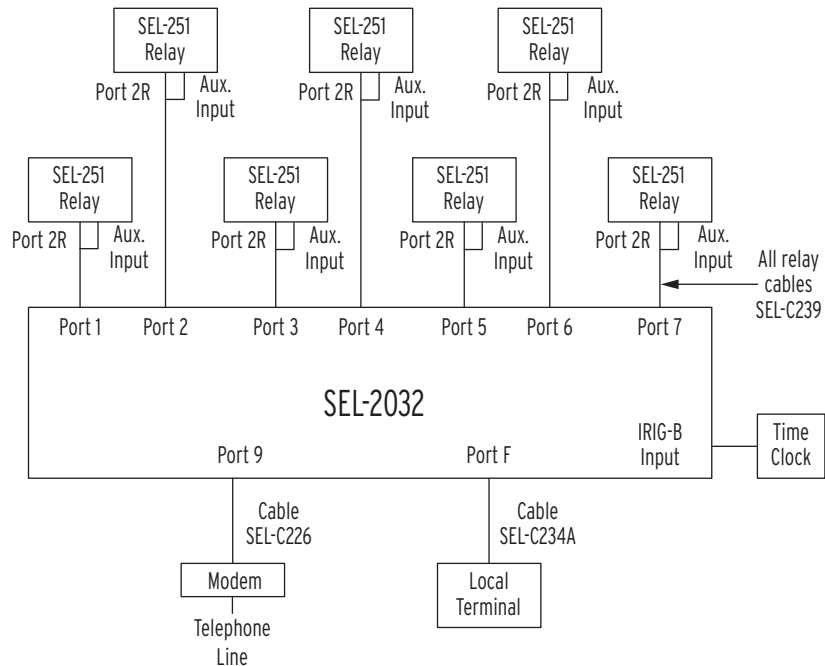 SEL-251
Relay
SEL-251
Relay
SEL-251
Relay
Port 2R
Aux.
Input
Port 2R
Aux.
Input
Port 2R
Aux.
Input
SEL-251
Relay
SEL-251
Relay
SEL-251
Relay
SEL-251
Relay
Port 2R
Aux.
Input
Port 2R
Aux.
Input
Port 2R
Aux.
Input
Port 2R
Aux.
Input
All relay
cables
SEL-C239
Port 1
Port 2
Port 3
Port 4
Port 5
Port 6
Port 7
SEL-2032
IRIG-B
Input
Time
Clock
Port 9
Port F
Cable
SEL-C226
Cable
SEL-C234A
Modem
Local
Terminal
Telephone
Line